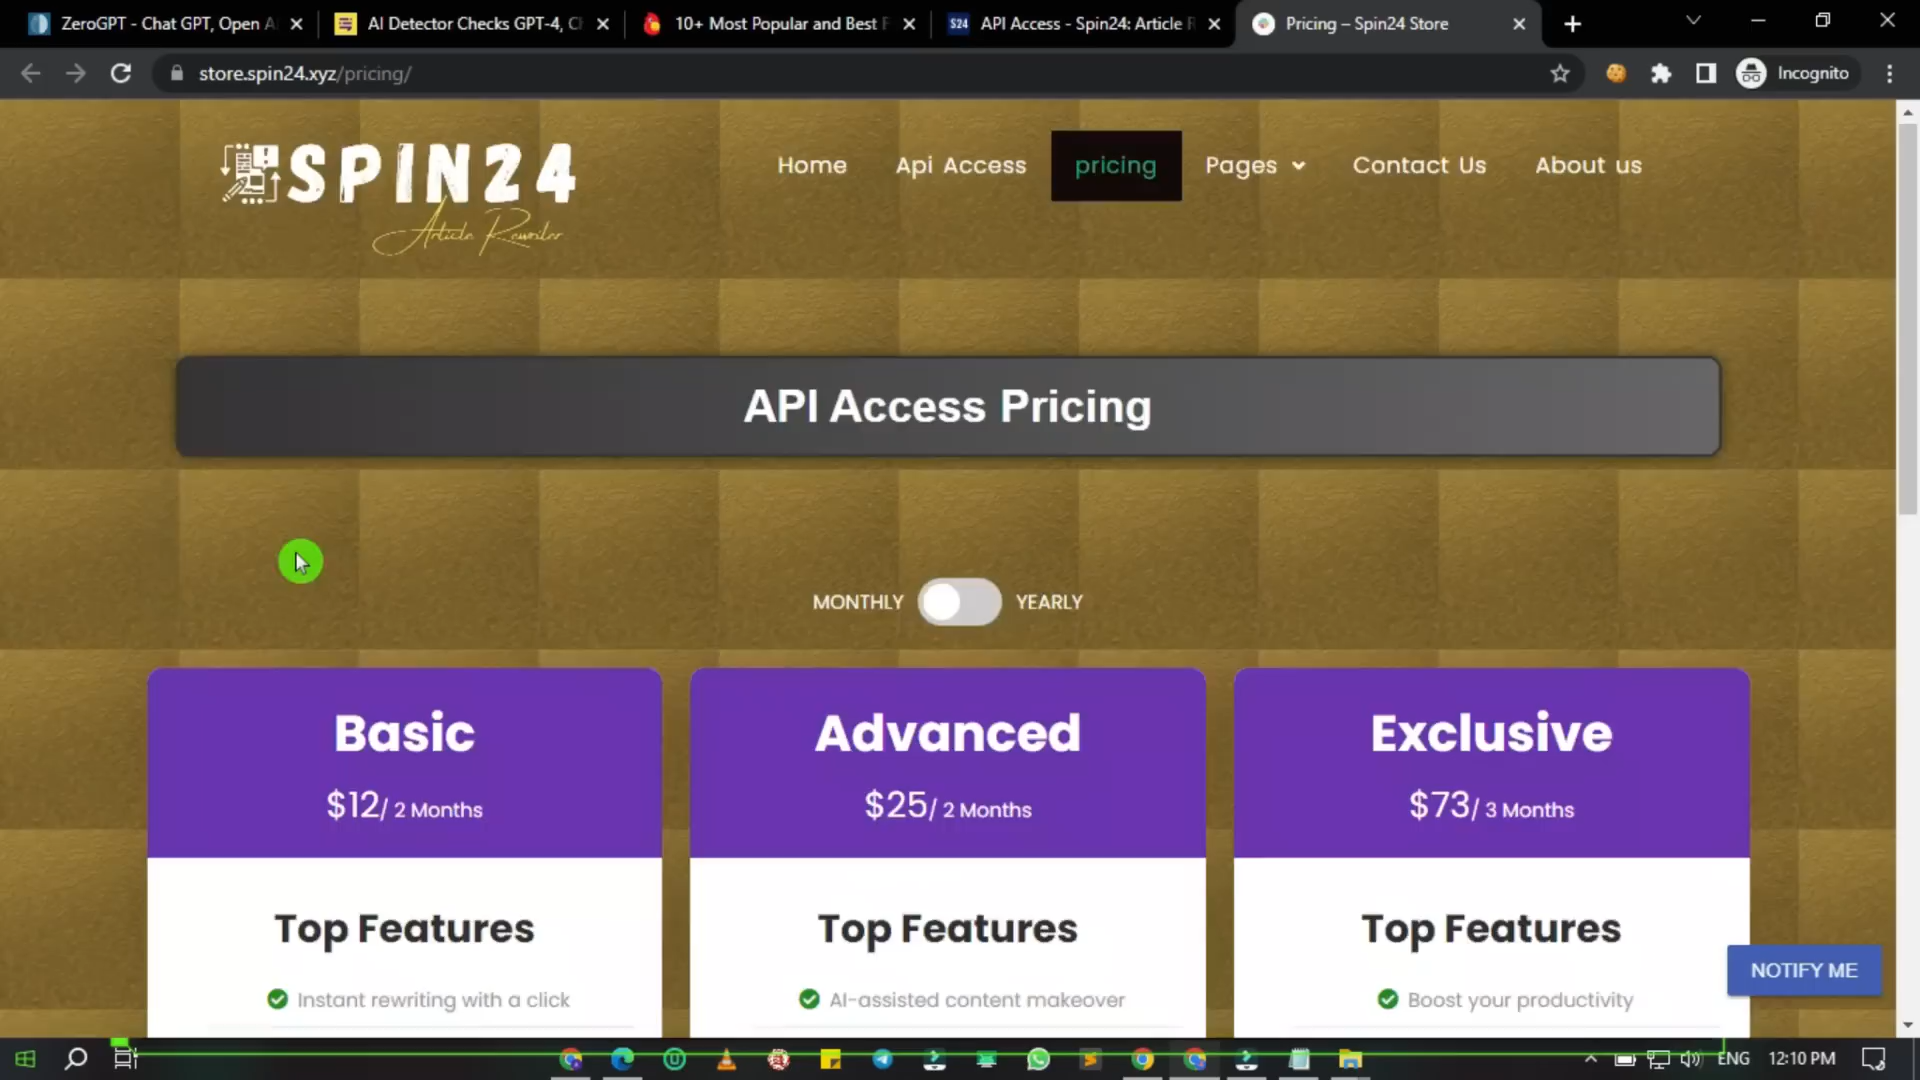 ZeroGPT - Chat GPT, Open A
AI Detector Checks GPT-4, C
10+ Most Popular and Best F
S24
API Access - Spin24: Article R
Pricing – Spin24 Store
store.spin24.xyz/pricing/
Incognito
SPIN24
Article Rewriter
Home
Api Access
pricing
Pages
Contact Us
About us
API Access Pricing
MONTHLY
YEARLY
Basic
$12/ 2 Months
Top Features
Instant rewriting with a click
Advanced
$25/ 2 Months
Top Features
AI-assisted content makeover
Exclusive
$73/ 3 Months
Top Features
Boost your productivity
NOTIFY ME
ENG
12:10 PM